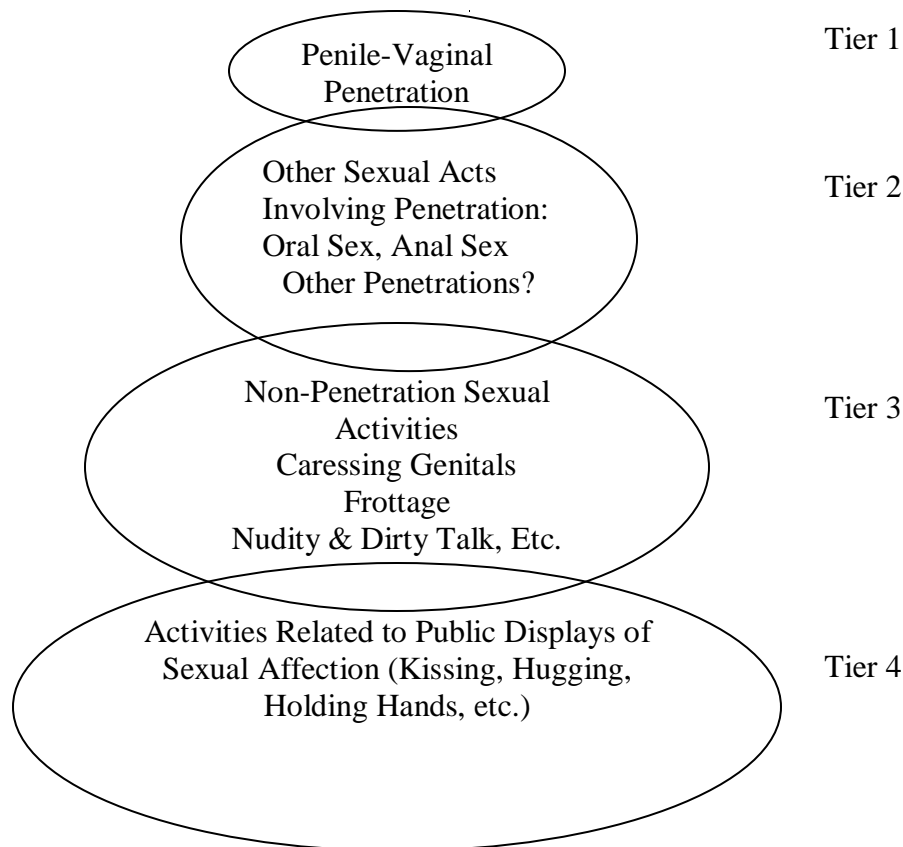 Penile-Vaginal
Penetration
Tier 1
Other Sexual Acts
Involving Penetration:
Oral Sex, Anal Sex
Other Penetrations?
Tier 2
Non-Penetration Sexual
Activities
Caressing Genitals
Frottage
Nudity & Dirty Talk, Etc.
Tier 3
Activities Related to Public Displays of
Sexual Affection (Kissing, Hugging,
Holding Hands, etc.)
Tier 4